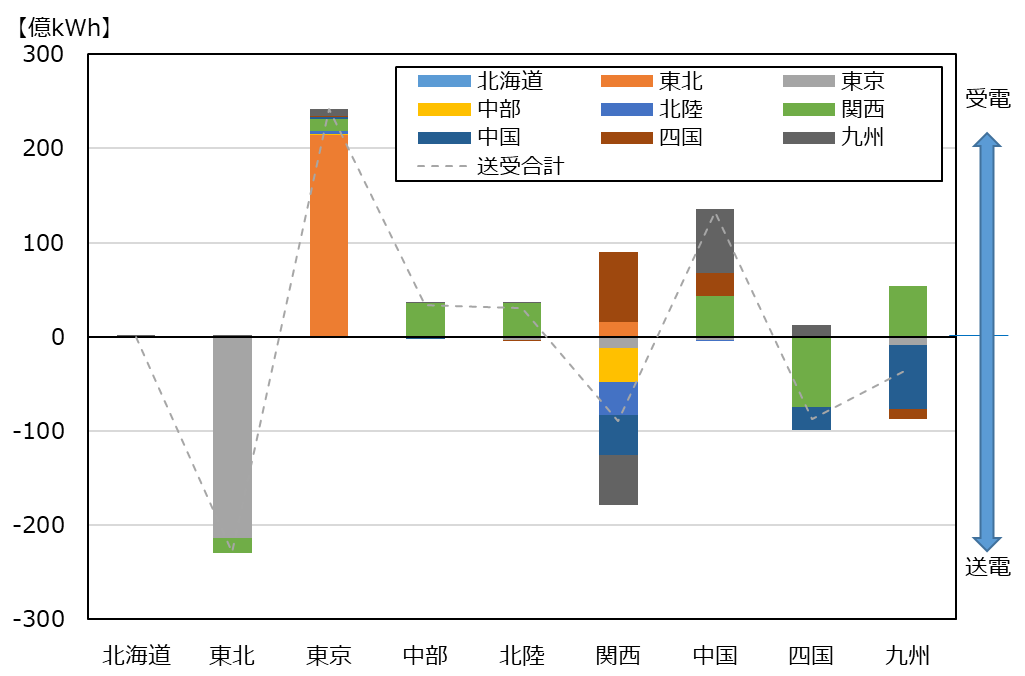 【億kWh】
300
200
100
0
-100
-200
-300
北海道 東北 東京
中部 北陸 関西
中国 四国 九州
送受合計
受電
送電
北海道 東北 東京 中部 北陸 関西 中国 四国 九州